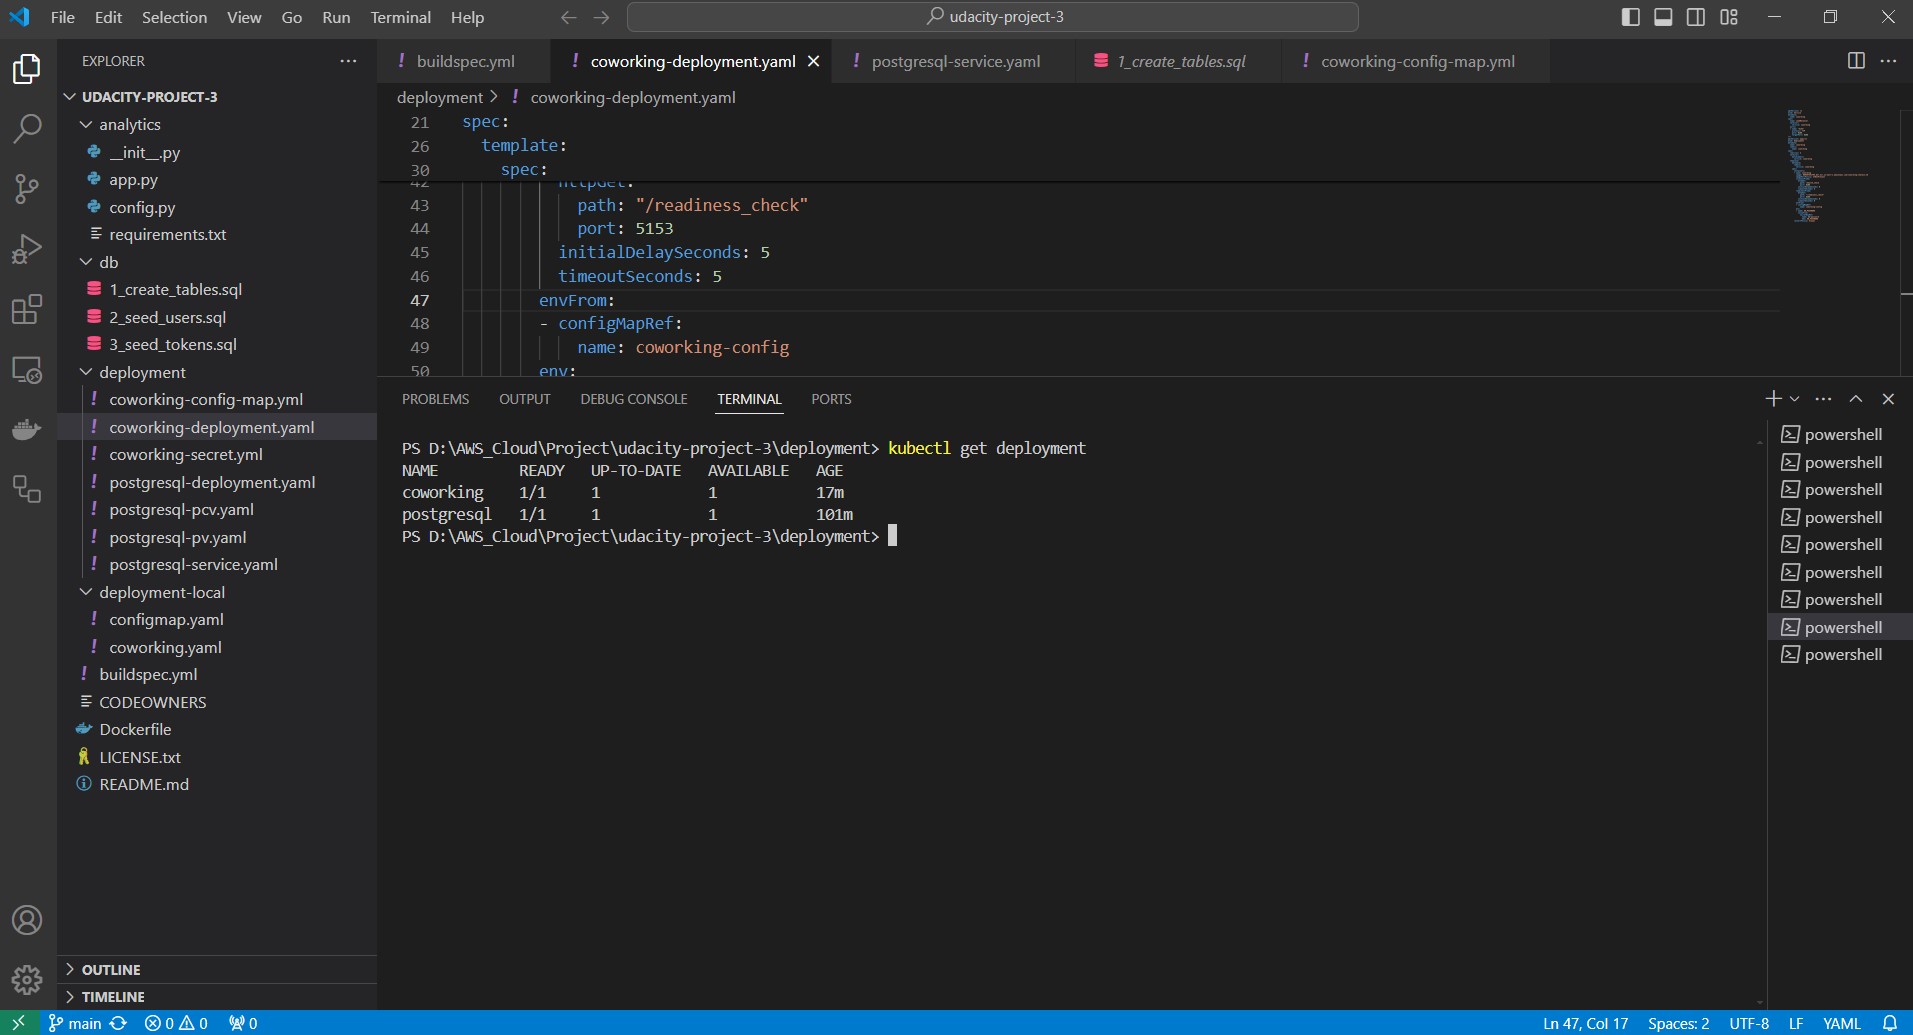 File Edit Selection View Go Run Terminal Help
udacity-project-3
EXPLORER
UDACITY-PROJECT-3
analytics
__init__.py
app.py
config.py
requirements.txt
db
1_create_tables.sql
2_seed_users.sql
3_seed_tokens.sql
deployment
coworking-config-map.yml
coworking-deployment.yaml
coworking-secret.yml
postgresql-deployment.yaml
postgresql-pcv.yaml
postgresql-pv.yaml
postgresql-service.yaml
deployment-local
configmap.yaml
coworking.yaml
buildspec.yml
CODEOWNERS
Dockerfile
LICENSE.txt
README.md
OUTLINE
TIMELINE
buildspec.yml coworking-deployment.yaml postgresql-service.yaml 1_create_tables.sql coworking-config-map.yml
deployment > coworking-deployment.yaml
21 spec:
26 template:
30 spec:
42 httpGet:
43 path: "/readiness_check"
44 port: 5153
45 initialDelaySeconds: 5
46 timeoutSeconds: 5
47 envFrom:
48 - configMapRef:
49 name: coworking-config
50 env:
PROBLEMS OUTPUT DEBUG CONSOLE TERMINAL PORTS
PS D:\AWS_Cloud\Project\udacity-project-3\deployment> kubectl get deployment
NAME READY UP-TO-DATE AVAILABLE AGE
coworking 1/1 1 1 17m
postgresql 1/1 1 1 101m
PS D:\AWS_Cloud\Project\udacity-project-3\deployment>
powershell
powershell
powershell
powershell
powershell
powershell
powershell
powershell
powershell
main 0 0 0 Ln 47, Col 17 Spaces: 2 UTF-8 LF YAML